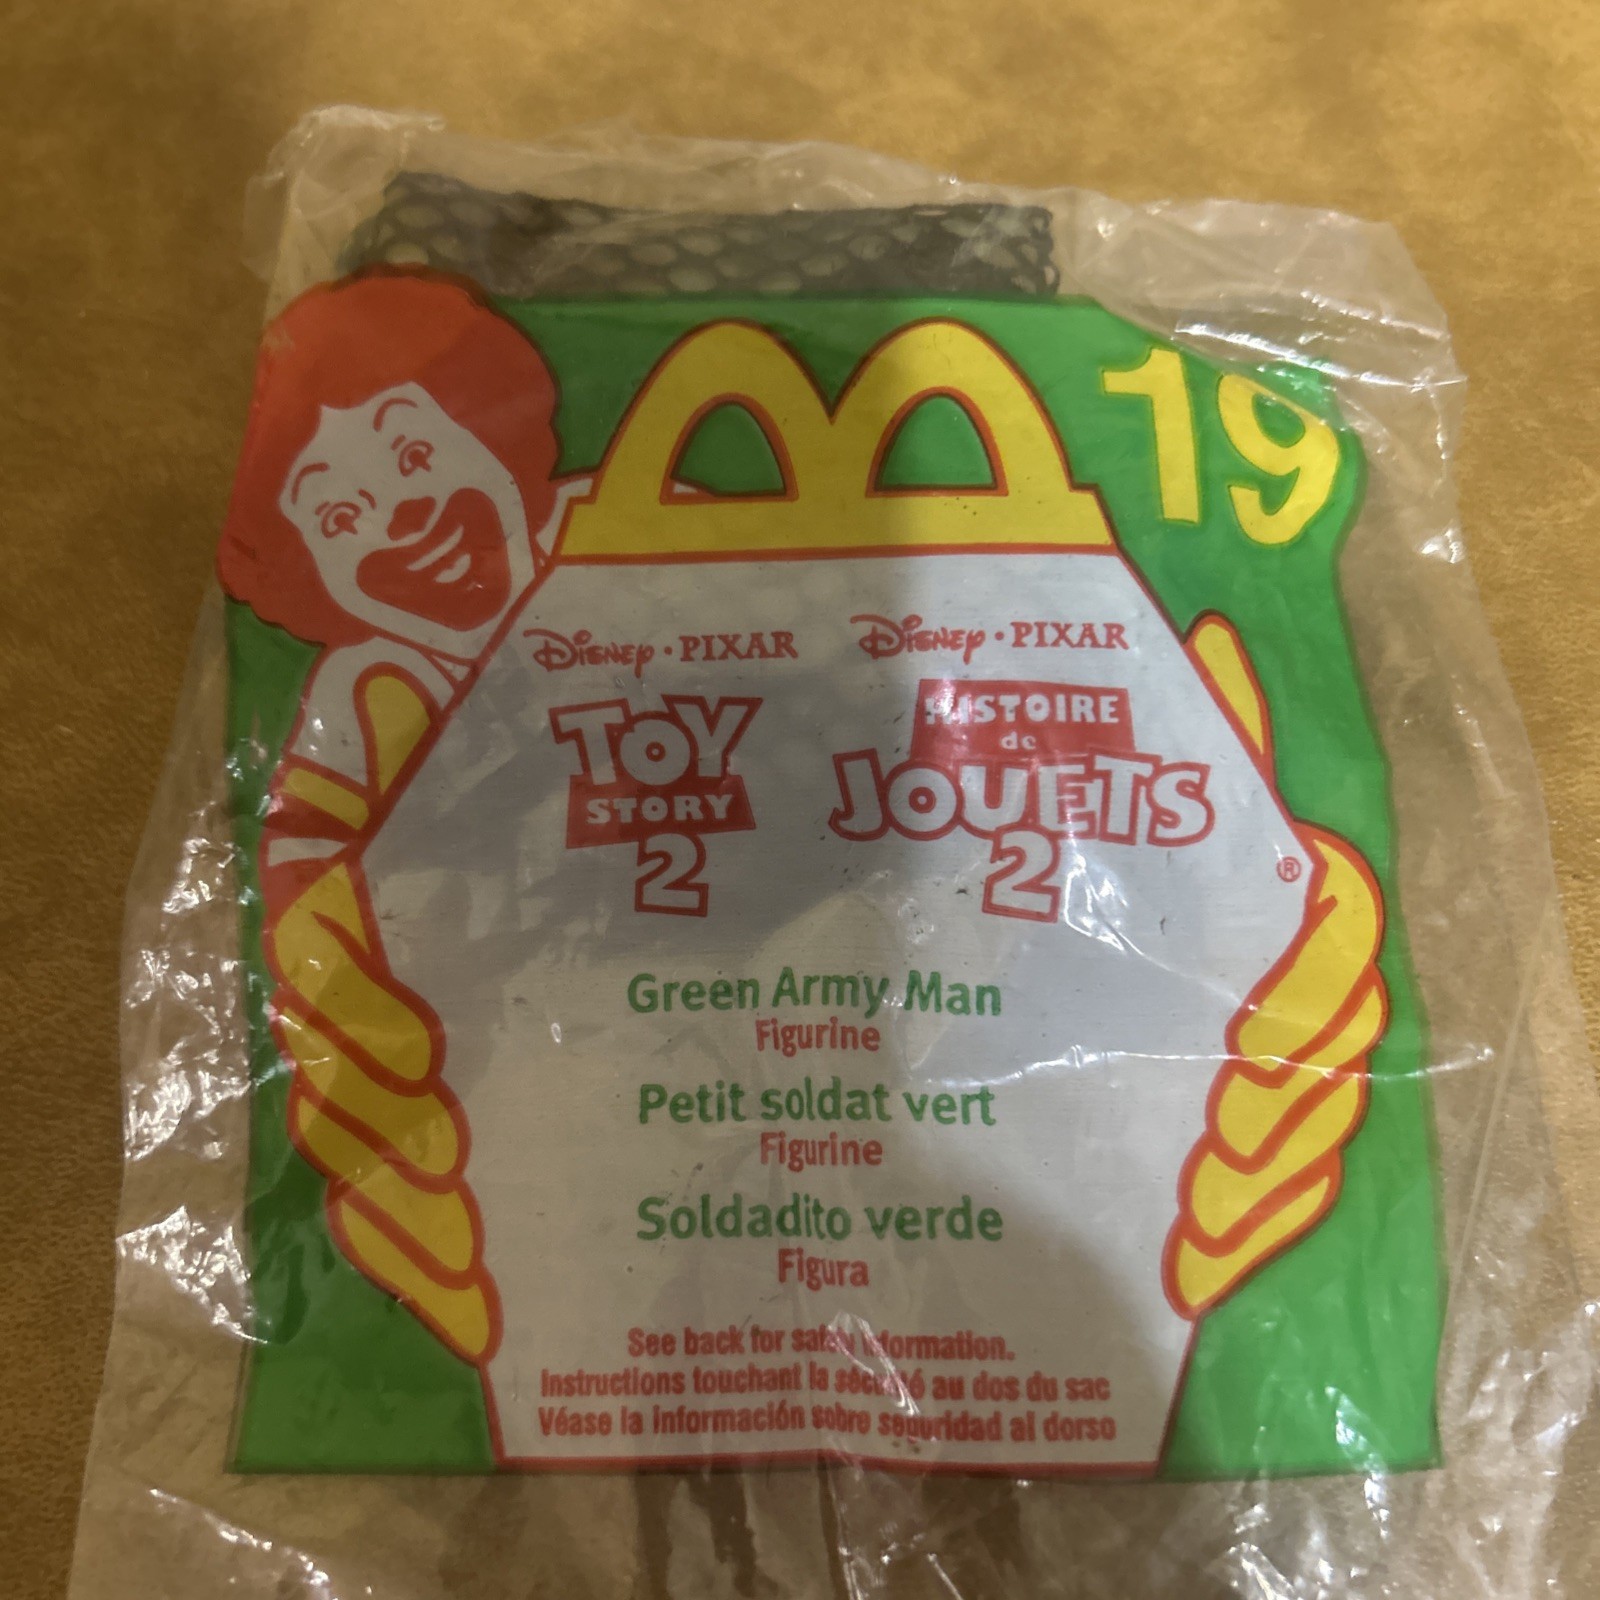 19
Disney · PIXAR
TOY
STORY
2
Disney · PIXAR
HISTOIRE
de
JOUETS
2
®
Green Army Man
Figurine
Petit soldat vert
Figurine
Soldadito verde
Figura
See back for safety information.
Instructions touchant la sécurité au dos du sac
Véase la información sobre seguridad al dorso